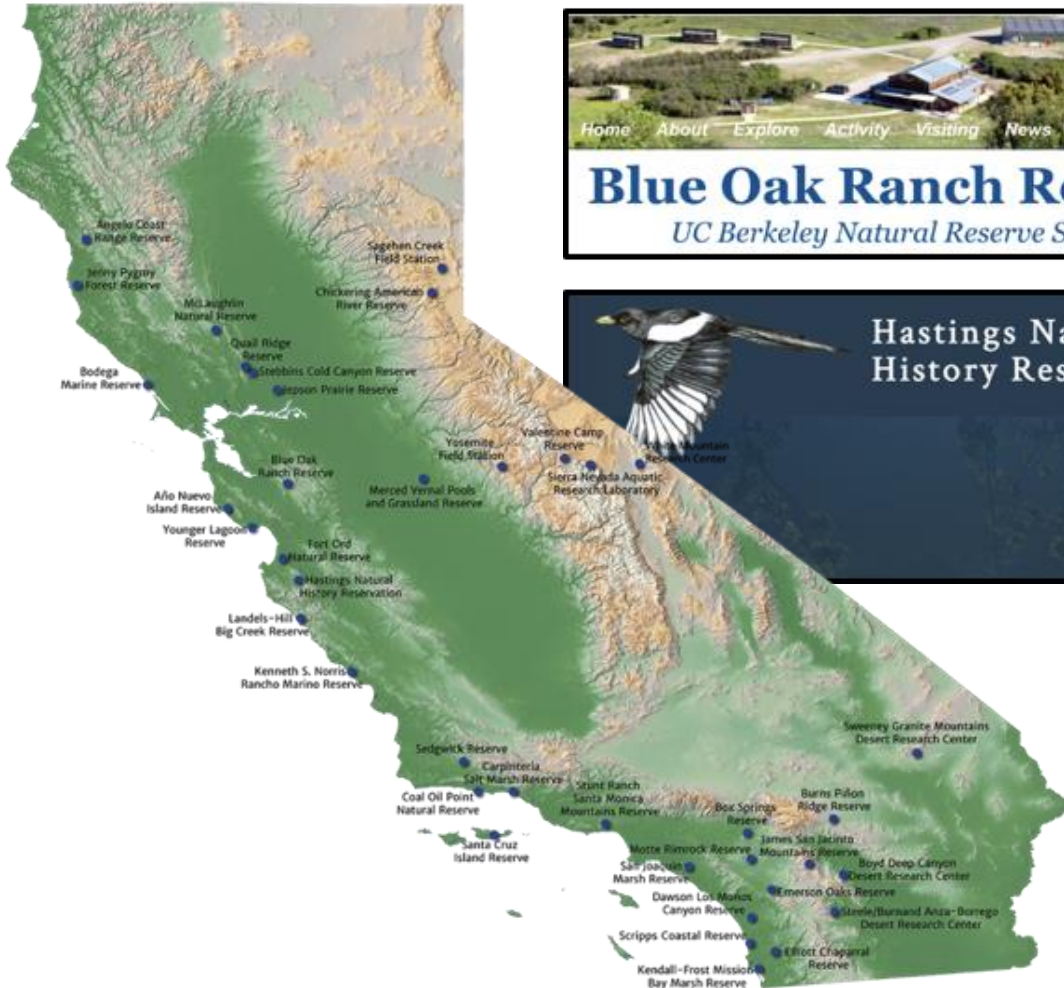 Home About Explore Activity Visiting News
Blue Oak Ranch Re
UC Berkeley Natural Reserve S
Hastings Na
History Res
Angelo Coast
Range Reserve
Jenny Pygmy
Forest Reserve
Sagehen Creek
Field Station
Chickering American
River Reserve
McLaughlin
Natural Reserve
Quail Ridge
Reserve
Stebbins Cold Canyon Reserve
Jepson Prairie Reserve
Bodega
Marine Reserve
Blue Oak
Ranch Reserve
Yosemite
Field Station
Valentine Camp
Reserve
White Mountain
Research Center
Sierra Nevada Aquatic
Research Laboratory
Merced Vernal Pools
and Grassland Reserve
Año Nuevo
Island Reserve
Younger Lagoon
Reserve
Fort Ord
Natural Reserve
Hastings Natural
History Reservation
Landels-Hill
Big Creek Reserve
Kenneth S. Norris
Rancho Marino Reserve
Sweeney Granite Mountains
Desert Research Center
Sedgwick Reserve
Carpinteria
Salt Marsh Reserve
Coal Oil Point
Natural Reserve
Santa Cruz
Island Reserve
Stunt Ranch
Santa Monica
Mountains Reserve
Box Springs
Reserve
Burns Piñon
Ridge Reserve
Motte Rimrock Reserve
James San Jacinto
Mountains Reserve
San Joaquin
Marsh Reserve
Boyd Deep Canyon
Desert Research Center
Emerson Oaks Reserve
Dawson Los Monos
Canyon Reserve
Steele/Burnand Anza-Borrego
Desert Research Center
Scripps Coastal Reserve
Elliott Chaparral
Reserve
Kendall-Frost Mission
Bay Marsh Reserve